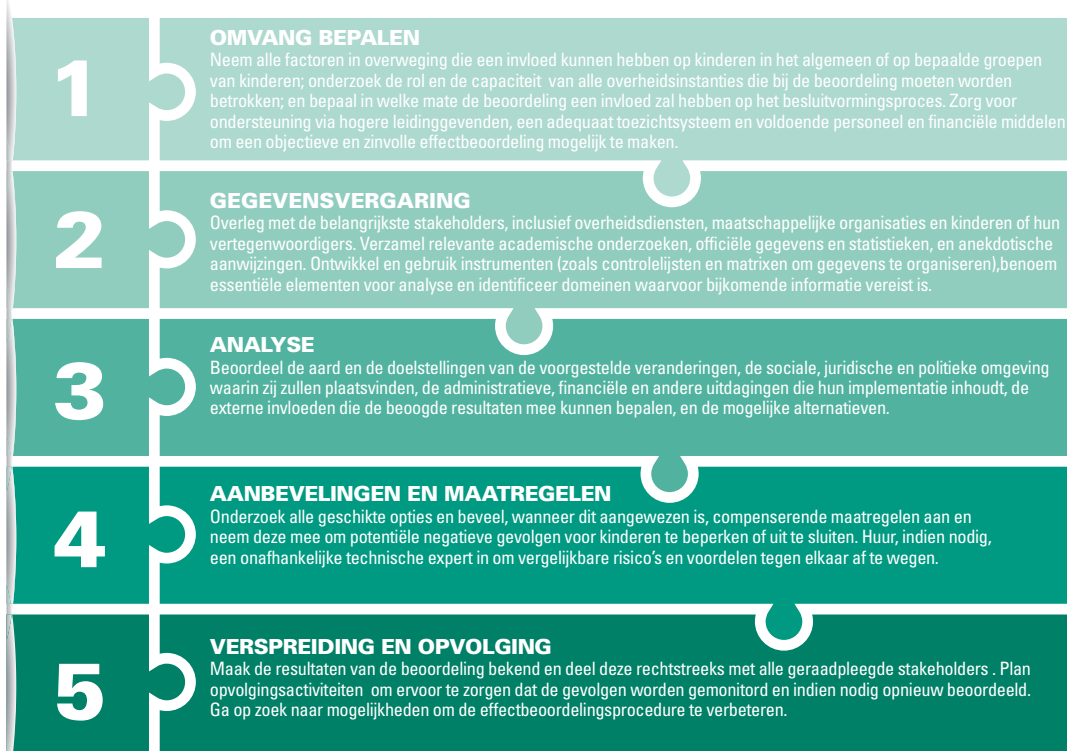 1
OMVANG BEPALEN
Neem alle factoren in overweging die een invloed kunnen hebben op kinderen in het algemeen of op bepaalde groepen
van kinderen; onderzoek de rol en de capaciteit van alle overheidsinstanties die bij de beoordeling moeten worden
betrokken; en bepaal in welke mate de beoordeling een invloed zal hebben op het besluitvormingsproces. Zorg voor
ondersteuning via hogere leidinggevenden, een adequaat toezichtsysteem en voldoende personeel en financiële middelen
om een objectieve en zinvolle effectbeoordeling mogelijk te maken.
2
GEGEVENSVERGARING
Overleg met de belangrijkste stakeholders, inclusief overheidsdiensten, maatschappelijke organisaties en kinderen of hun
vertegenwoordigers. Verzamel relevante academische onderzoeken, officiële gegevens en statistieken, en anekdotische
aanwijzingen. Ontwikkel en gebruik instrumenten (zoals controlelijsten en matrixen om gegevens te organiseren),benoem
essentiële elementen voor analyse en identificeer domeinen waarvoor bijkomende informatie vereist is.
3
ANALYSE
Beoordeel de aard en de doelstellingen van de voorgestelde veranderingen, de sociale, juridische en politieke omgeving
waarin zij zullen plaatsvinden, de administratieve, financiële en andere uitdagingen die hun implementatie inhoudt, de
externe invloeden die de beoogde resultaten mee kunnen bepalen, en de mogelijke alternatieven.
4
AANBEVELINGEN EN MAATREGELEN
Onderzoek alle geschikte opties en beveel, wanneer dit aangewezen is, compenserende maatregelen aan en
neem deze mee om potentiële negatieve gevolgen voor kinderen te beperken of uit te sluiten. Huur, indien nodig,
een onafhankelijke technische expert in om vergelijkbare risico's en voordelen tegen elkaar af te wegen.
5
VERSPREIDING EN OPVOLGING
Maak de resultaten van de beoordeling bekend en deel deze rechtstreeks met alle geraadpleegde stakeholders . Plan
opvolgingsactiviteiten om ervoor te zorgen dat de gevolgen worden gemonitord en indien nodig opnieuw beoordeeld.
Ga op zoek naar mogelijkheden om de effectbeoordelingsprocedure te verbeteren.